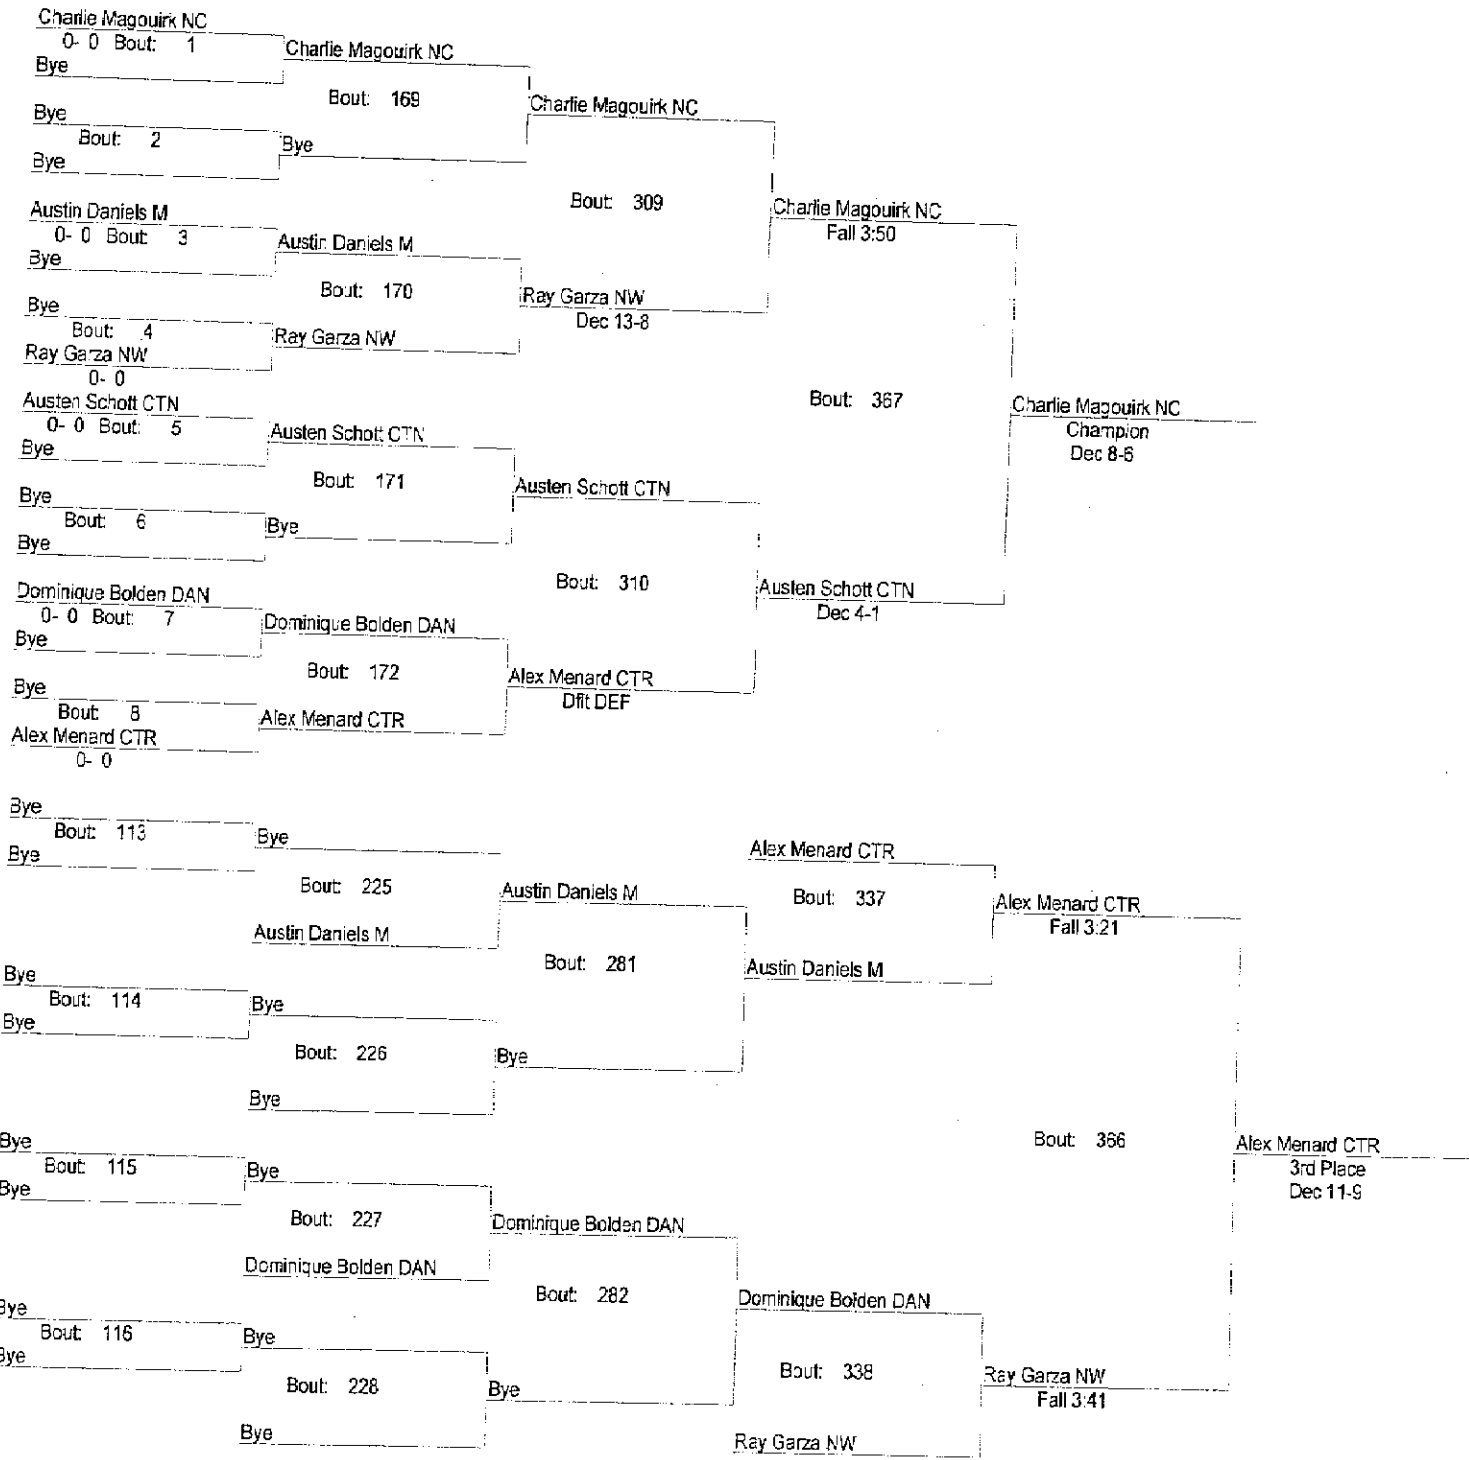 Charlie Magouirk NC
0- 0 Bout: 1
Bye
Charlie Magouirk NC
Bout: 169
Bye
Bout: 2
Bye
Bye
Charlie Magouirk NC
Bout: 309
Austin Daniels M
0- 0 Bout: 3
Bye
Austin Daniels M
Bout: 170
Bye
Bout: 4
Ray Garza NW
0- 0
Ray Garza NW
Ray Garza NW
Dec 13-8
Charlie Magouirk NC
Fall 3:50
Bout: 367
Austen Schott CTN
0- 0 Bout: 5
Bye
Austen Schott CTN
Bout: 171
Bye
Bout: 6
Bye
Bye
Austen Schott CTN
Bout: 310
Dominique Bolden DAN
0- 0 Bout: 7
Bye
Dominique Bolden DAN
Bout: 172
Bye
Bout: 8
Alex Menard CTR
0- 0
Alex Menard CTR
Alex Menard CTR
Dflt DEF
Austen Schott CTN
Dec 4-1
Charlie Magouirk NC
Champion
Dec 8-6
Bye
Bout: 113
Bye
Bye
Bout: 225
Austin Daniels M
Austin Daniels M
Bout: 281
Bye
Bout: 114
Bye
Bye
Bout: 226
Bye
Bye
Alex Menard CTR
Bout: 337
Austin Daniels M
Alex Menard CTR
Fall 3:21
Bout: 366
Bye
Bout: 115
Bye
Bye
Bout: 227
Dominique Bolden DAN
Dominique Bolden DAN
Bout: 282
Bye
Bout: 116
Bye
Bye
Bout: 228
Bye
Bye
Dominique Bolden DAN
Bout: 338
Ray Garza NW
Ray Garza NW
Fall 3:41
Alex Menard CTR
3rd Place
Dec 11-9